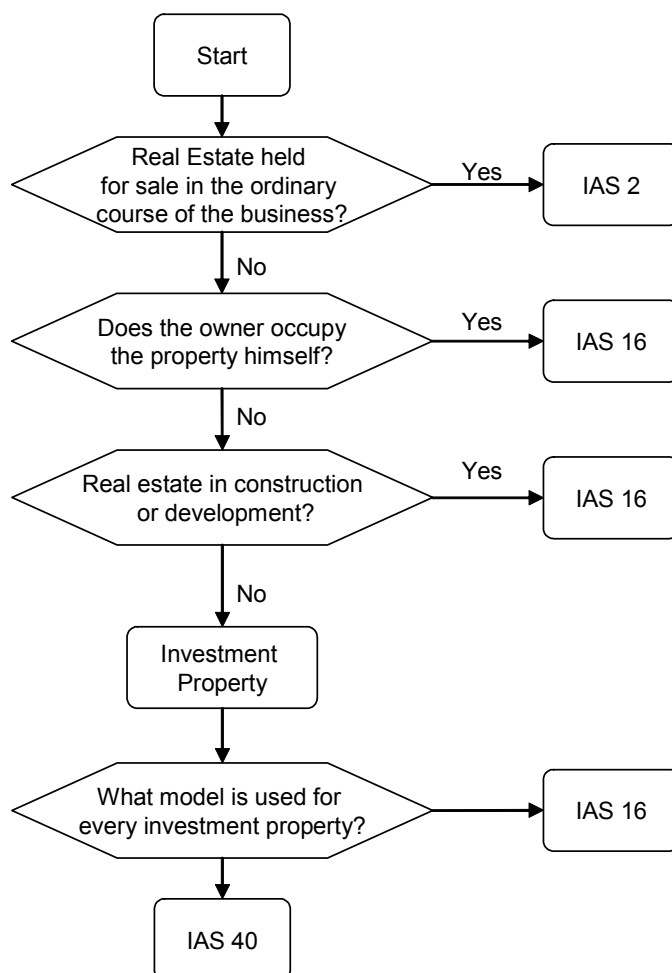 Start
Real Estate held
for sale in the ordinary
course of the business?
Yes
IAS 2
No
Does the owner occupy
the property himself?
Yes
IAS 16
No
Real estate in construction
or development?
Yes
IAS 16
No
Investment
Property
What model is used for
every investment property?
IAS 16
IAS 40